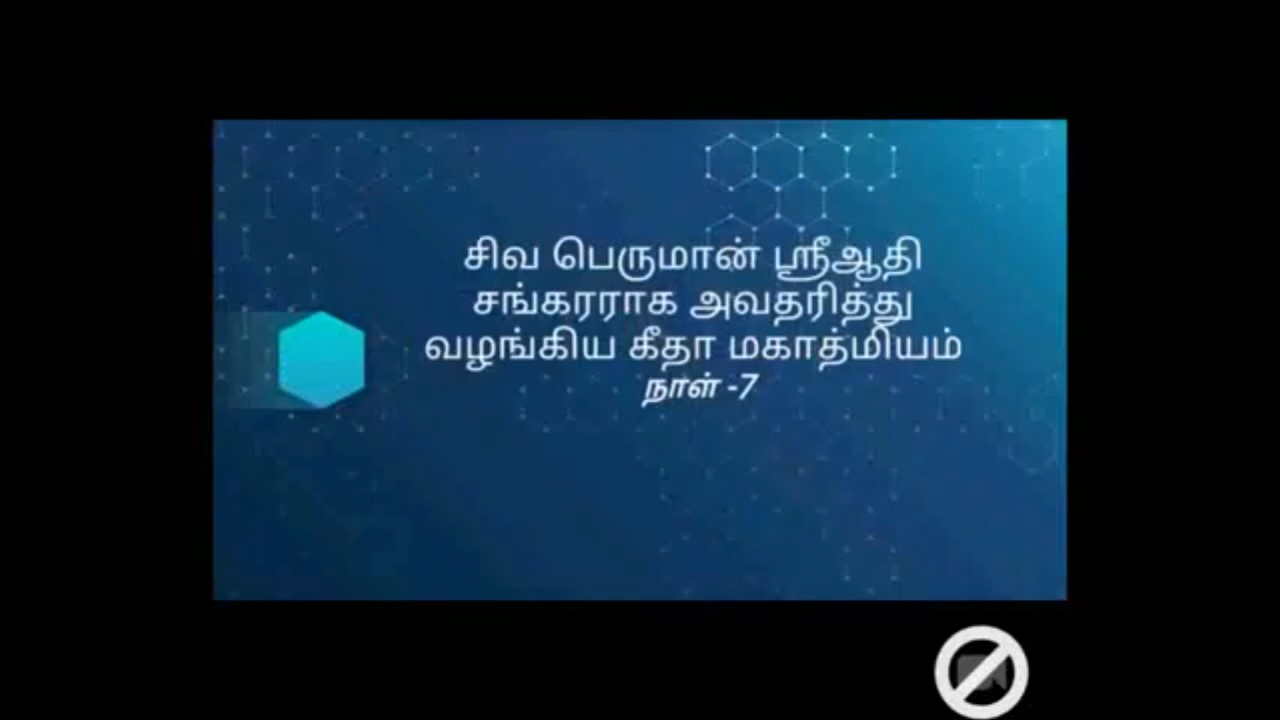 சிவ பெருமான் ஸ்ரீஆதி
சங்கரராக அவதரித்து
வழங்கிய கீதா மகாத்மியம்
நாள் -7